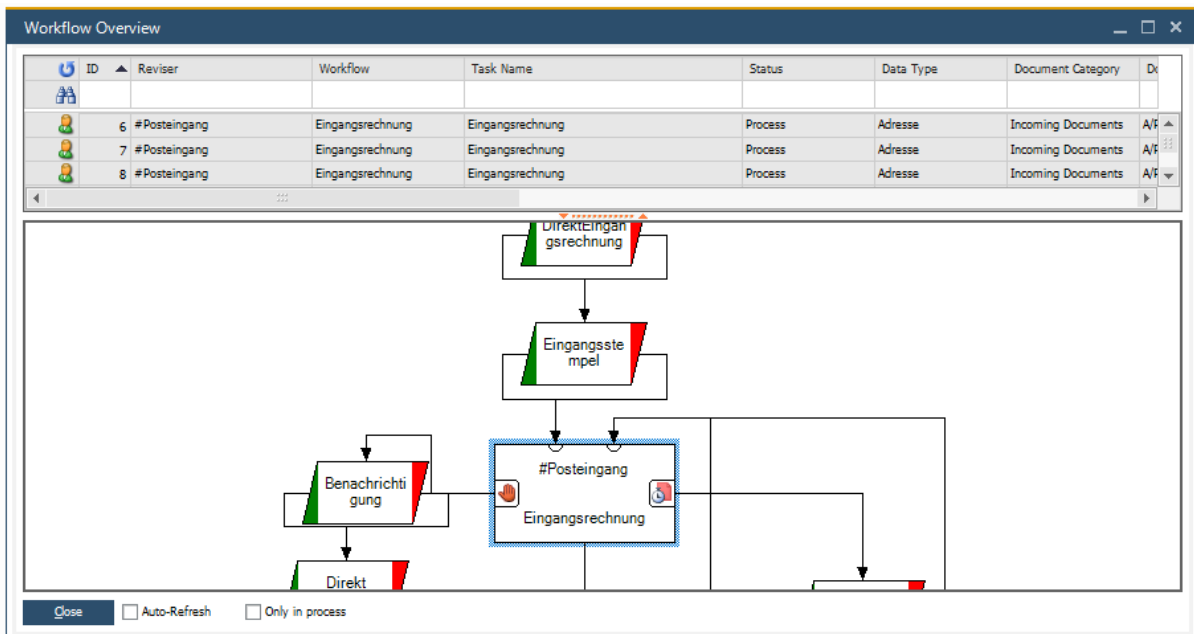 Workflow Overview
ID Reviser Workflow Task Name Status Data Type Document Category
6 #Posteingang Eingangsrechnung Eingangsrechnung Process Adresse Incoming Documents
7 #Posteingang Eingangsrechnung Eingangsrechnung Process Adresse Incoming Documents
8 #Posteingang Eingangsrechnung Eingangsrechnung Process Adresse Incoming Documents
DirektEingan
gsrechnung
Eingangsste
mpel
#Posteingang
Eingangsrechnung
Benachrichti
gung
Direkt
Close Auto-Refresh Only in process